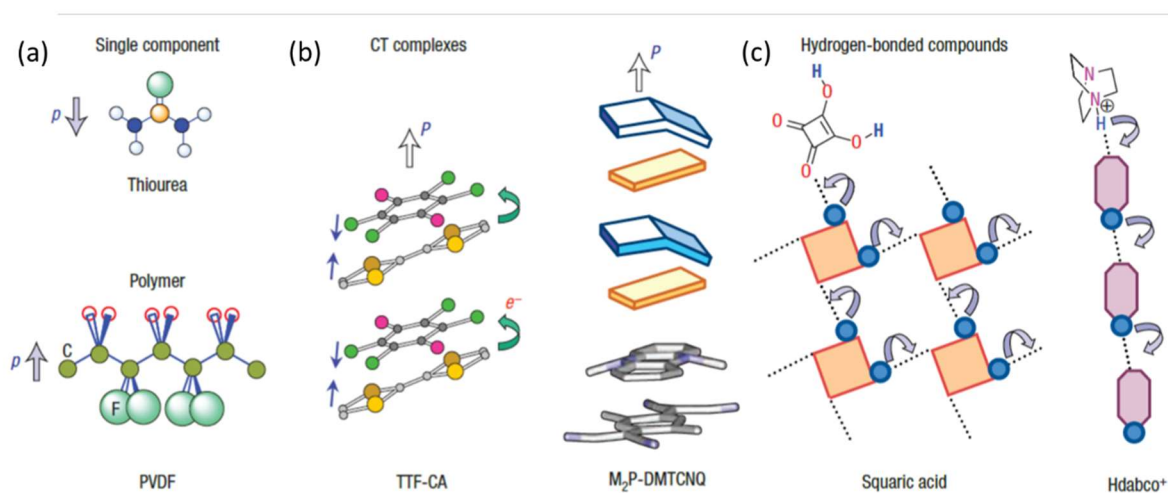 (a)
Single component
p
Thiourea
Polymer
p
C
F
PVDF
(b)
CT complexes
P
e⁻
TTF-CA
P
M₂P-DMTCNQ
(c)
Hydrogen-bonded compounds
H
O
O
O
H
O
Squaric acid
N
N
⊕
H
Hdabco⁺